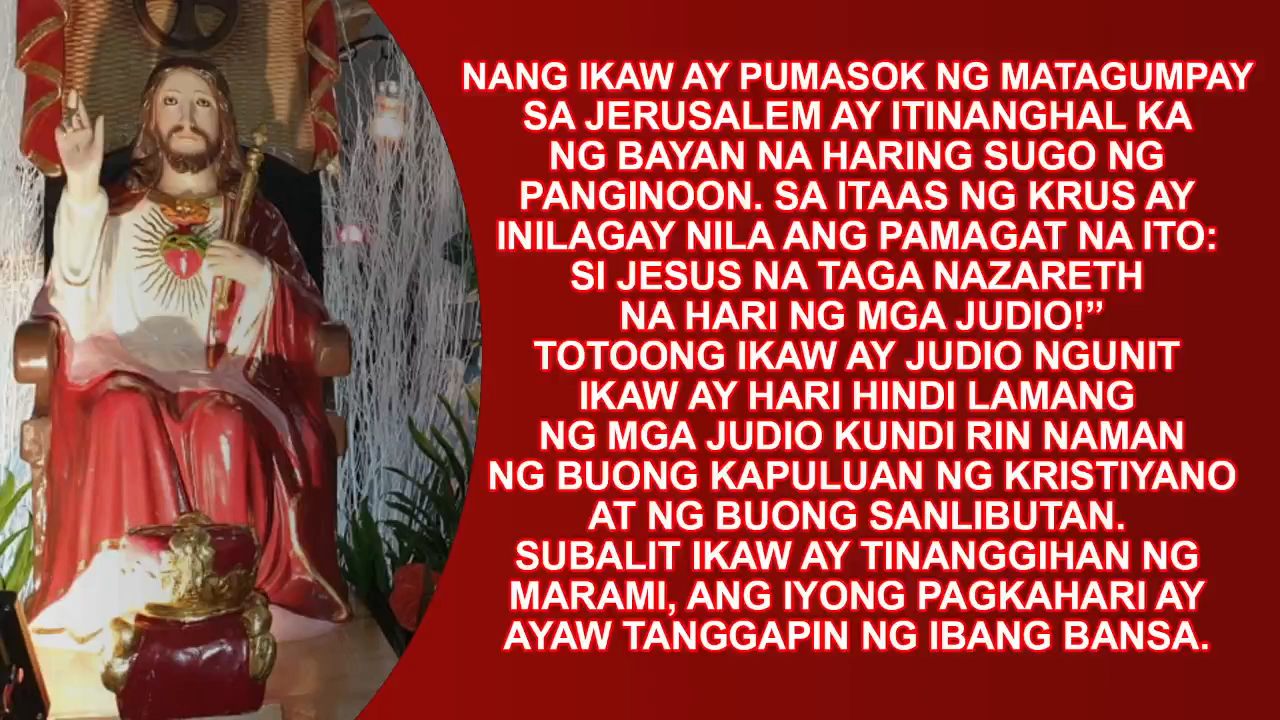 NANG IKAW AY PUMASOK NG MATAGUMPAY
SA JERUSALEM AY ITINANGHAL KA
NG BAYAN NA HARING SUGO NG
PANGINOON. SA ITAAS NG KRUS AY
INILAGAY NILA ANG PAMAGAT NA ITO:
SI JESUS NA TAGA NAZARETH
NA HARI NG MGA JUDIO!”
TOTOONG IKAW AY JUDIO NGUNIT
IKAW AY HARI HINDI LAMANG
NG MGA JUDIO KUNDI RIN NAMAN
NG BUONG KAPULUAN NG KRISTIYANO
AT NG BUONG SANLIBUTAN.
SUBALIT IKAW AY TINANGGIHAN NG
MARAMI, ANG IYONG PAGKAHARI AY
AYAW TANGGAPIN NG IBANG BANSA.